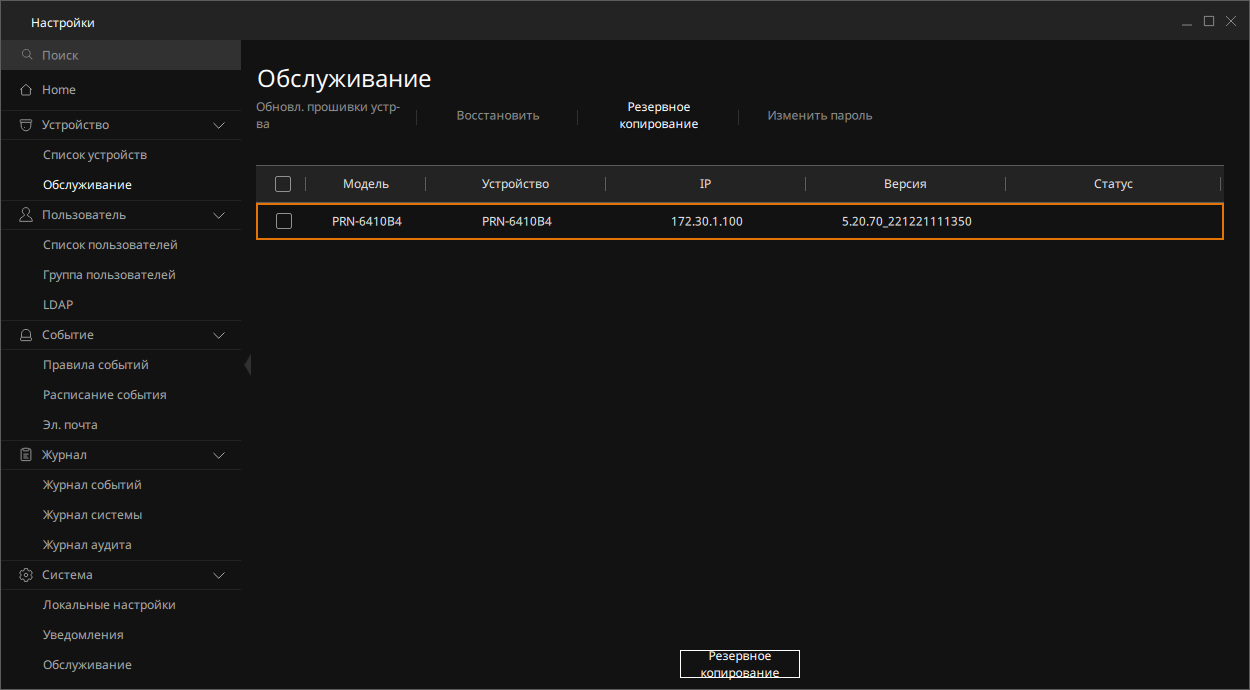 Настройки
Поиск
Home
Устройство
Список устройств
Обслуживание
Пользователь
Список пользователей
Группа пользователей
LDAP
Событие
Правила событий
Расписание события
Эл. почта
Журнал
Журнал событий
Журнал системы
Журнал аудита
Система
Локальные настройки
Уведомления
Обслуживание
Обслуживание
Обновл. прошивки устр-
ва
Восстановить
Резервное
копирование
Изменить пароль
Модель Устройство IP Версия Статус
PRN-6410B4 PRN-6410B4 172.30.1.100 5.20.70_221221111350
Резервное
копирование